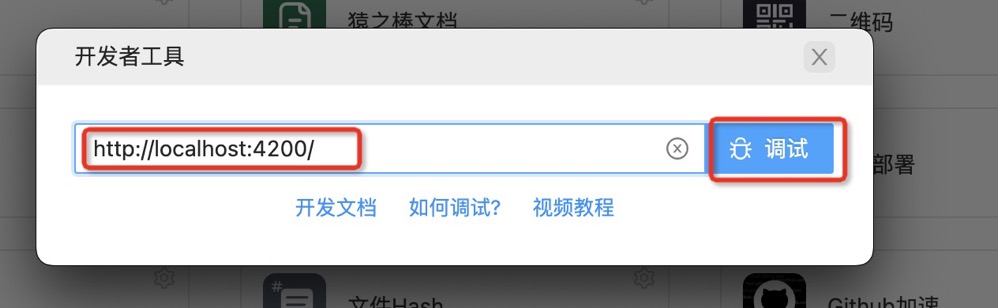 猿之棒文档
二维码
开发者工具
http://localhost:4200/
调试
部署
开发文档 如何调试? 视频教程
文件Hash
Github加速